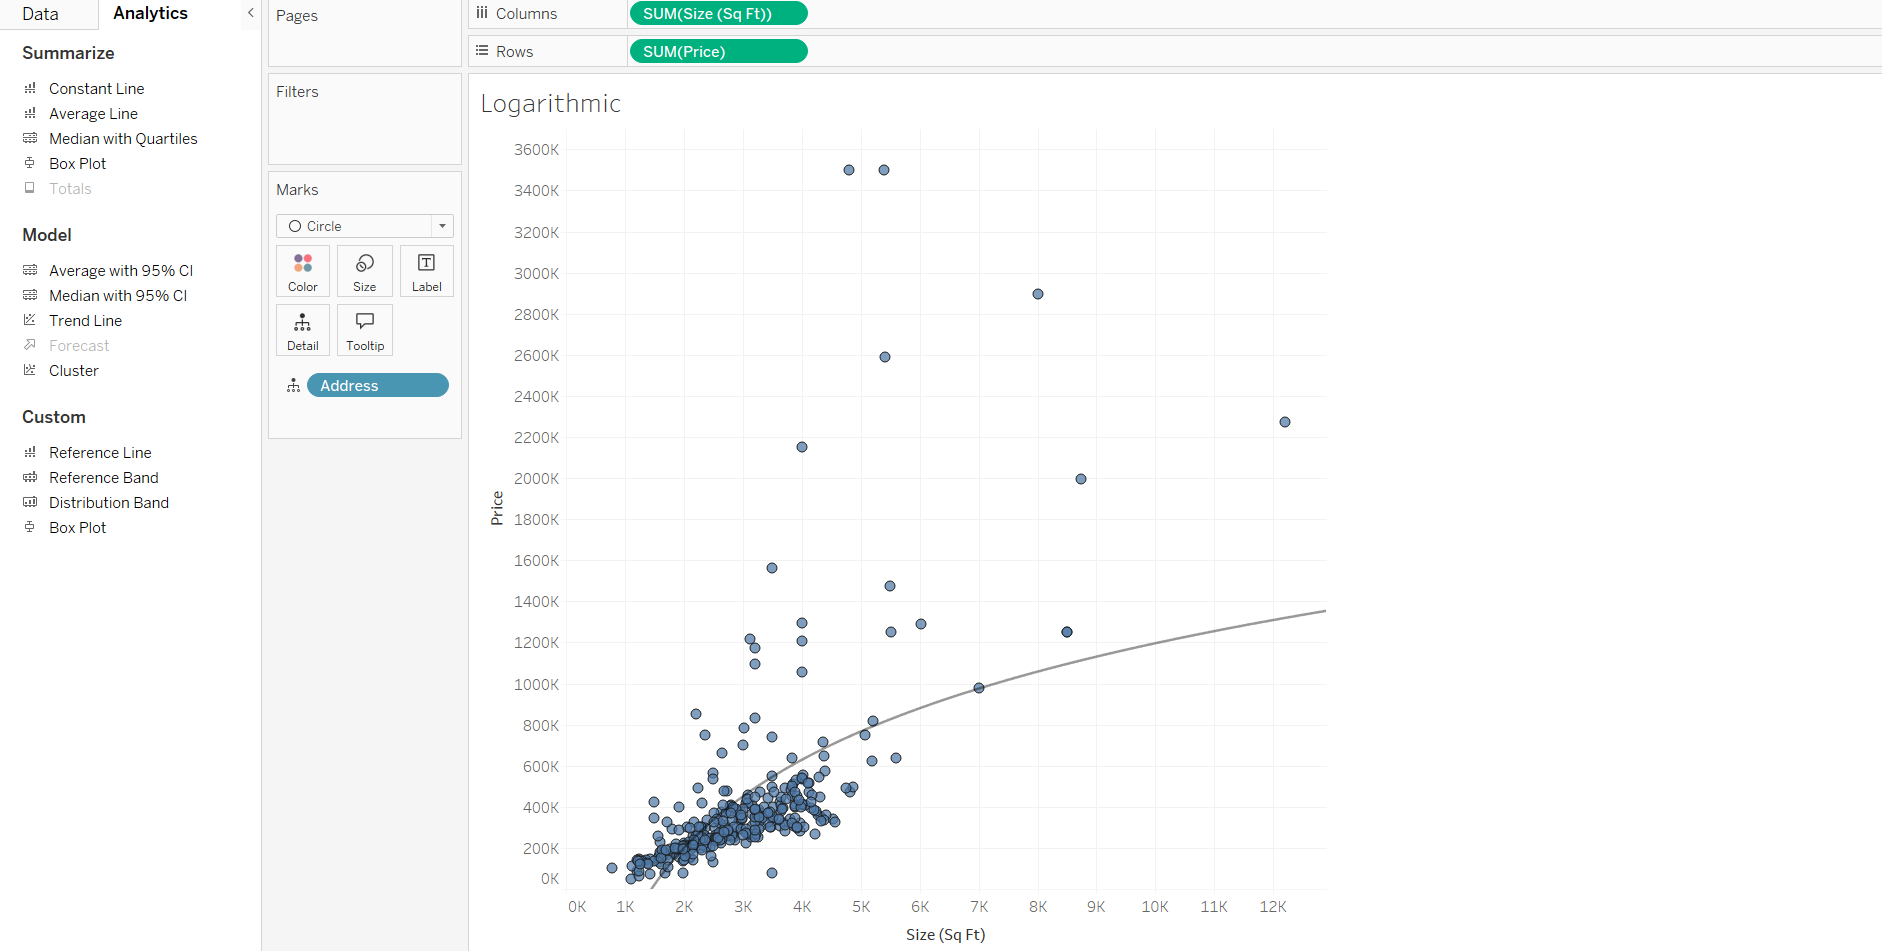 Data Analytics
Summarize
Constant Line
Average Line
Median with Quartiles
Box Plot
Totals
Model
Average with 95% CI
Median with 95% CI
Trend Line
Forecast
Cluster
Custom
Reference Line
Reference Band
Distribution Band
Box Plot
Pages
Filters
Marks
Circle
Color Size Label
Detail Tooltip
Address
Columns SUM(Size (Sq Ft))
Rows SUM(Price)
Logarithmic
Price
3600K
3400K
3200K
3000K
2800K
2600K
2400K
2200K
2000K
1800K
1600K
1400K
1200K
1000K
800K
600K
400K
200K
0K
0K 1K 2K 3K 4K 5K 6K 7K 8K 9K 10K 11K 12K
Size (Sq Ft)